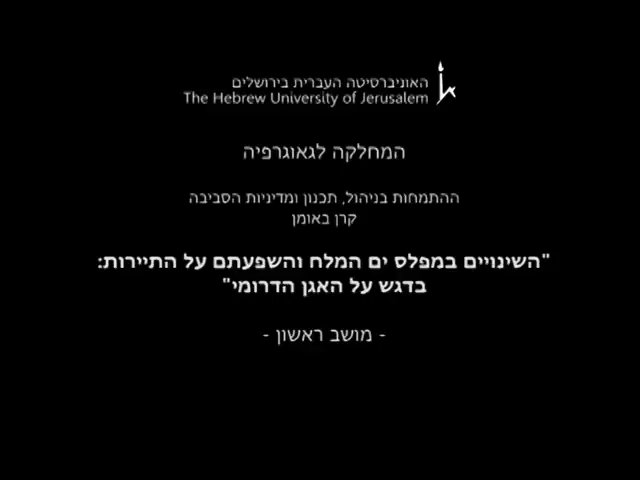 האוניברסיטה העברית בירושלים
The Hebrew University of Jerusalem
המחלקה לגאוגרפיה
ההתמחות בניהול, תכנון ומדיניות הסביבה
קרן באומן
"השינויים במפלס ים המלח והשפעתם על התיירות:
בדגש על האגן הדרומי"
- מושב ראשון -